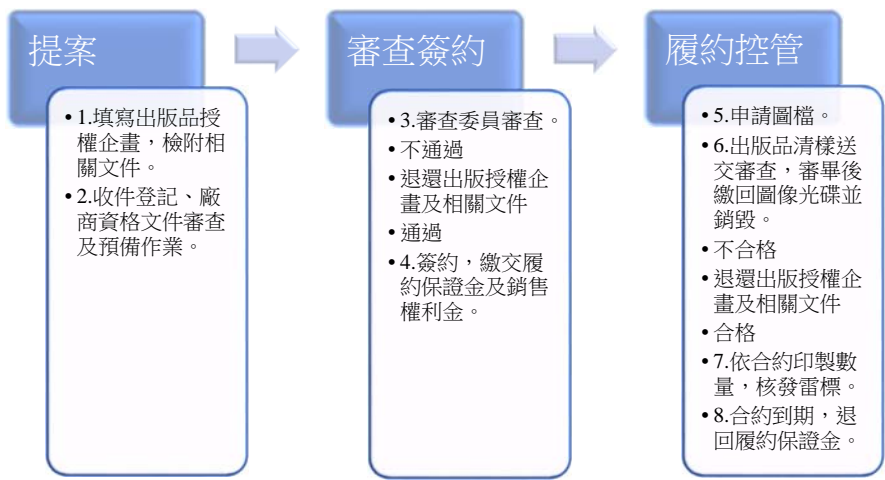 提案
• 1.填寫出版品授
權企畫，檢附相
關文件。
• 2.收件登記、廠
商資格文件審查
及預備作業。
審查簽約
• 3.審查委員審查。
• 不通過
• 退還出版授權企
畫及相關文件
• 通過
• 4.簽約，繳交履
約保證金及銷售
權利金。
履約控管
• 5.申請圖檔。
• 6.出版品清樣送
交審查，審畢後
繳回圖像光碟並
銷毀。
• 不合格
• 退還出版授權企
畫及相關文件
• 合格
• 7.依合約印製數
量，核發雷標。
• 8.合約到期，退
回履約保證金。